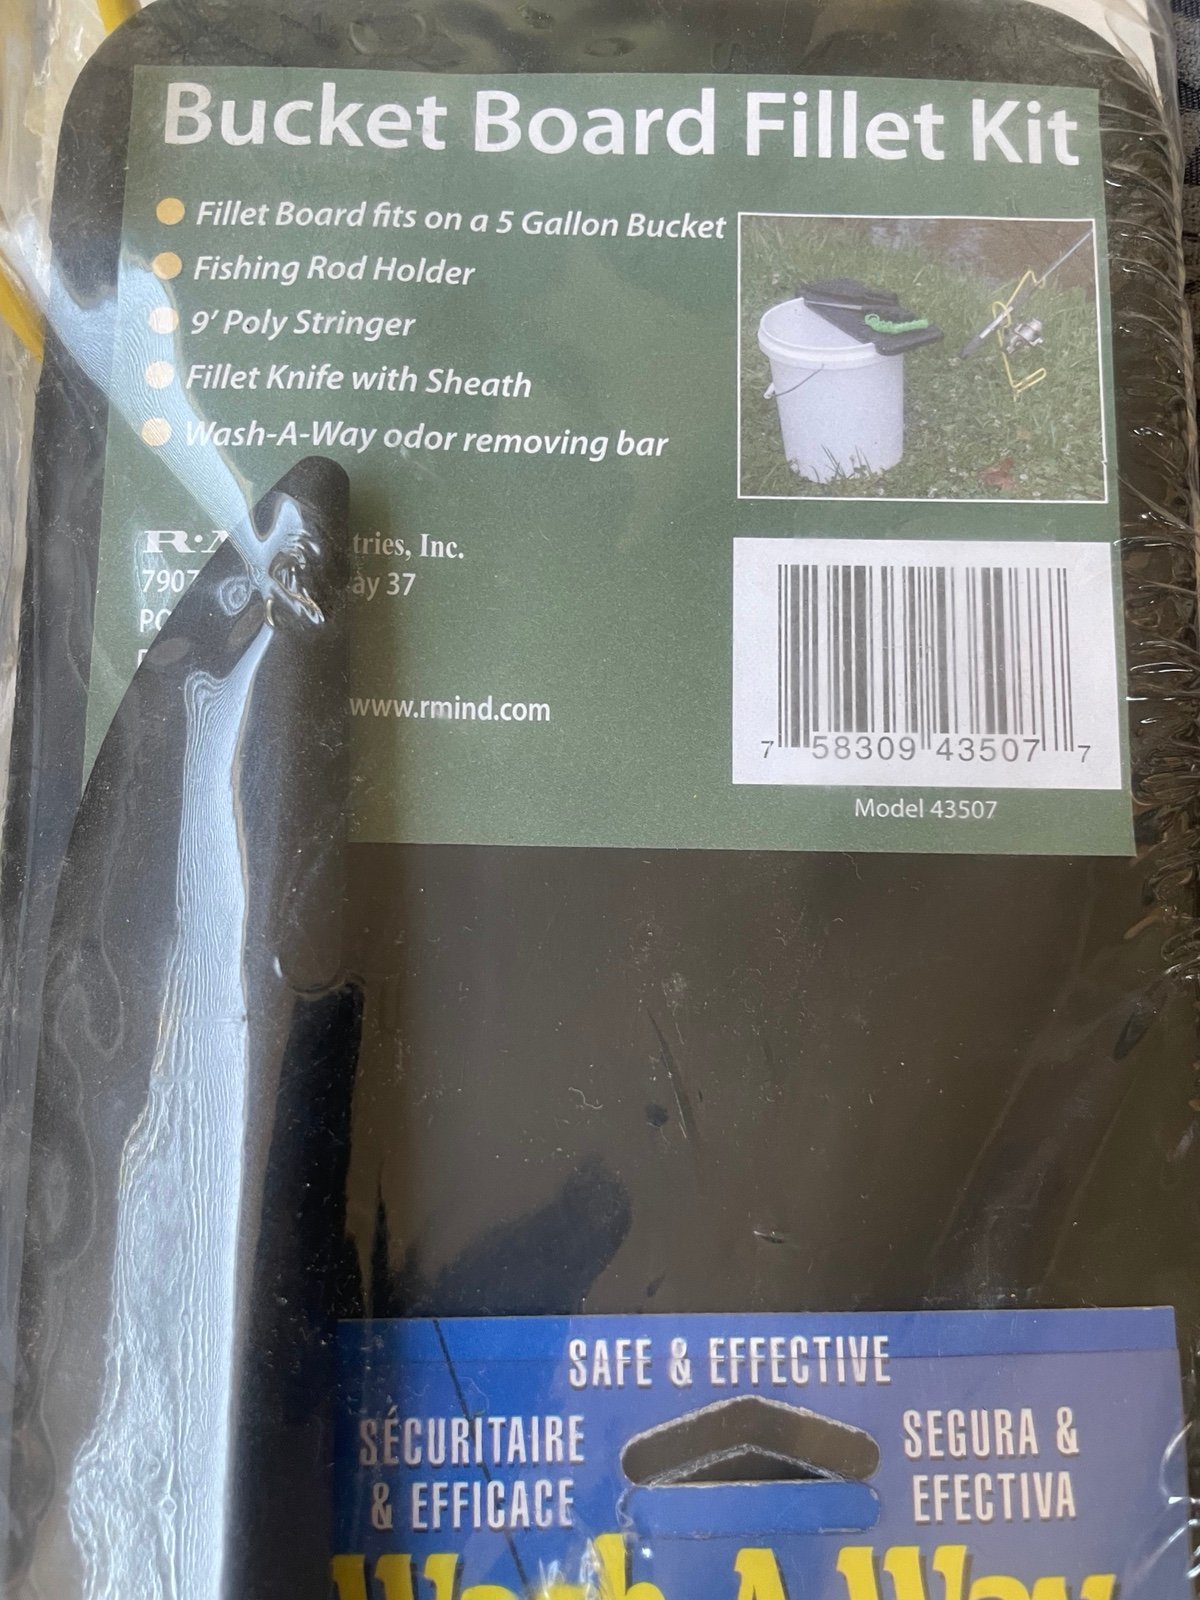 Bucket Board Fillet Kit
Fillet Board fits on a 5 Gallon Bucket
Fishing Rod Holder
9' Poly Stringer
Fillet Knife with Sheath
Wash-A-Way odor removing bar
Inc.
37
www.rmind.com
7 58309 43507 7
Model 43507
SAFE & EFFECTIVE
SÉCURITAIRE
& EFFICACE
SEGURA &
EFECTIVA
Wash A Way